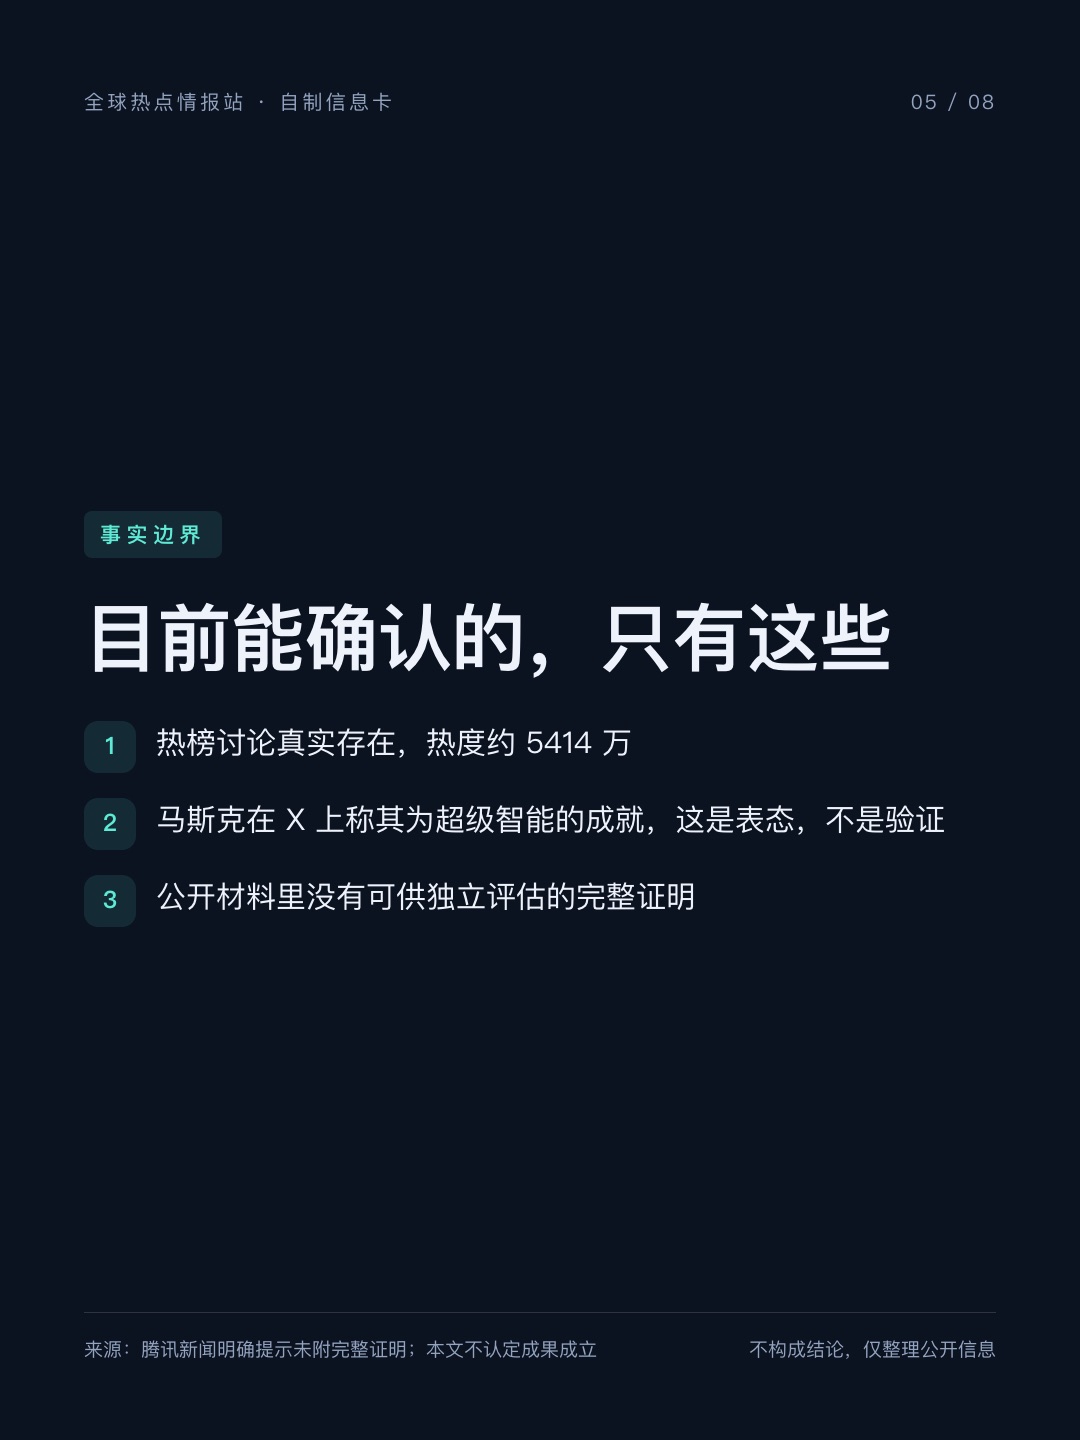 全球热点情报站 · 自制信息卡
05 / 08
事实边界
目前能确认的，只有这些
1 热榜讨论真实存在，热度约 5414 万
2 马斯克在 X 上称其为超级智能的成就，这是表态，不是验证
3 公开材料里没有可供独立评估的完整证明
来源：腾讯新闻明确提示未附完整证明；本文不认定成果成立
不构成结论，仅整理公开信息